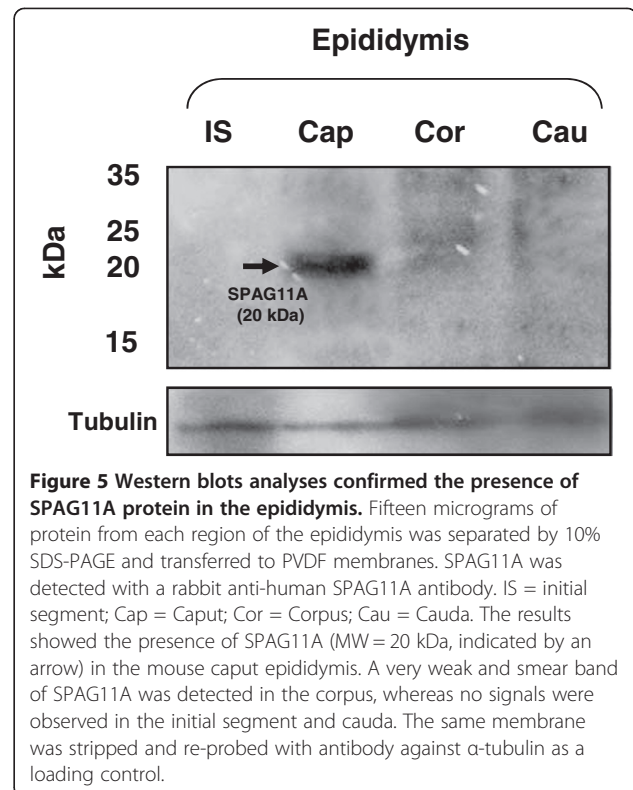 Epididymis
IS Cap Cor Cau
35
25
20
15
kDa
SPAG11A
(20 kDa)
Tubulin
Figure 5 Western blots analyses confirmed the presence of
SPAG11A protein in the epididymis. Fifteen micrograms of
protein from each region of the epididymis was separated by 10%
SDS-PAGE and transferred to PVDF membranes. SPAG11A was
detected with a rabbit anti-human SPAG11A antibody. IS = initial
segment; Cap = Caput; Cor = Corpus; Cau = Cauda. The results
showed the presence of SPAG11A (MW = 20 kDa, indicated by an
arrow) in the mouse caput epididymis. A very weak and smear band
of SPAG11A was detected in the corpus, whereas no signals were
observed in the initial segment and cauda. The same membrane
was stripped and re-probed with antibody against α-tubulin as a
loading control.